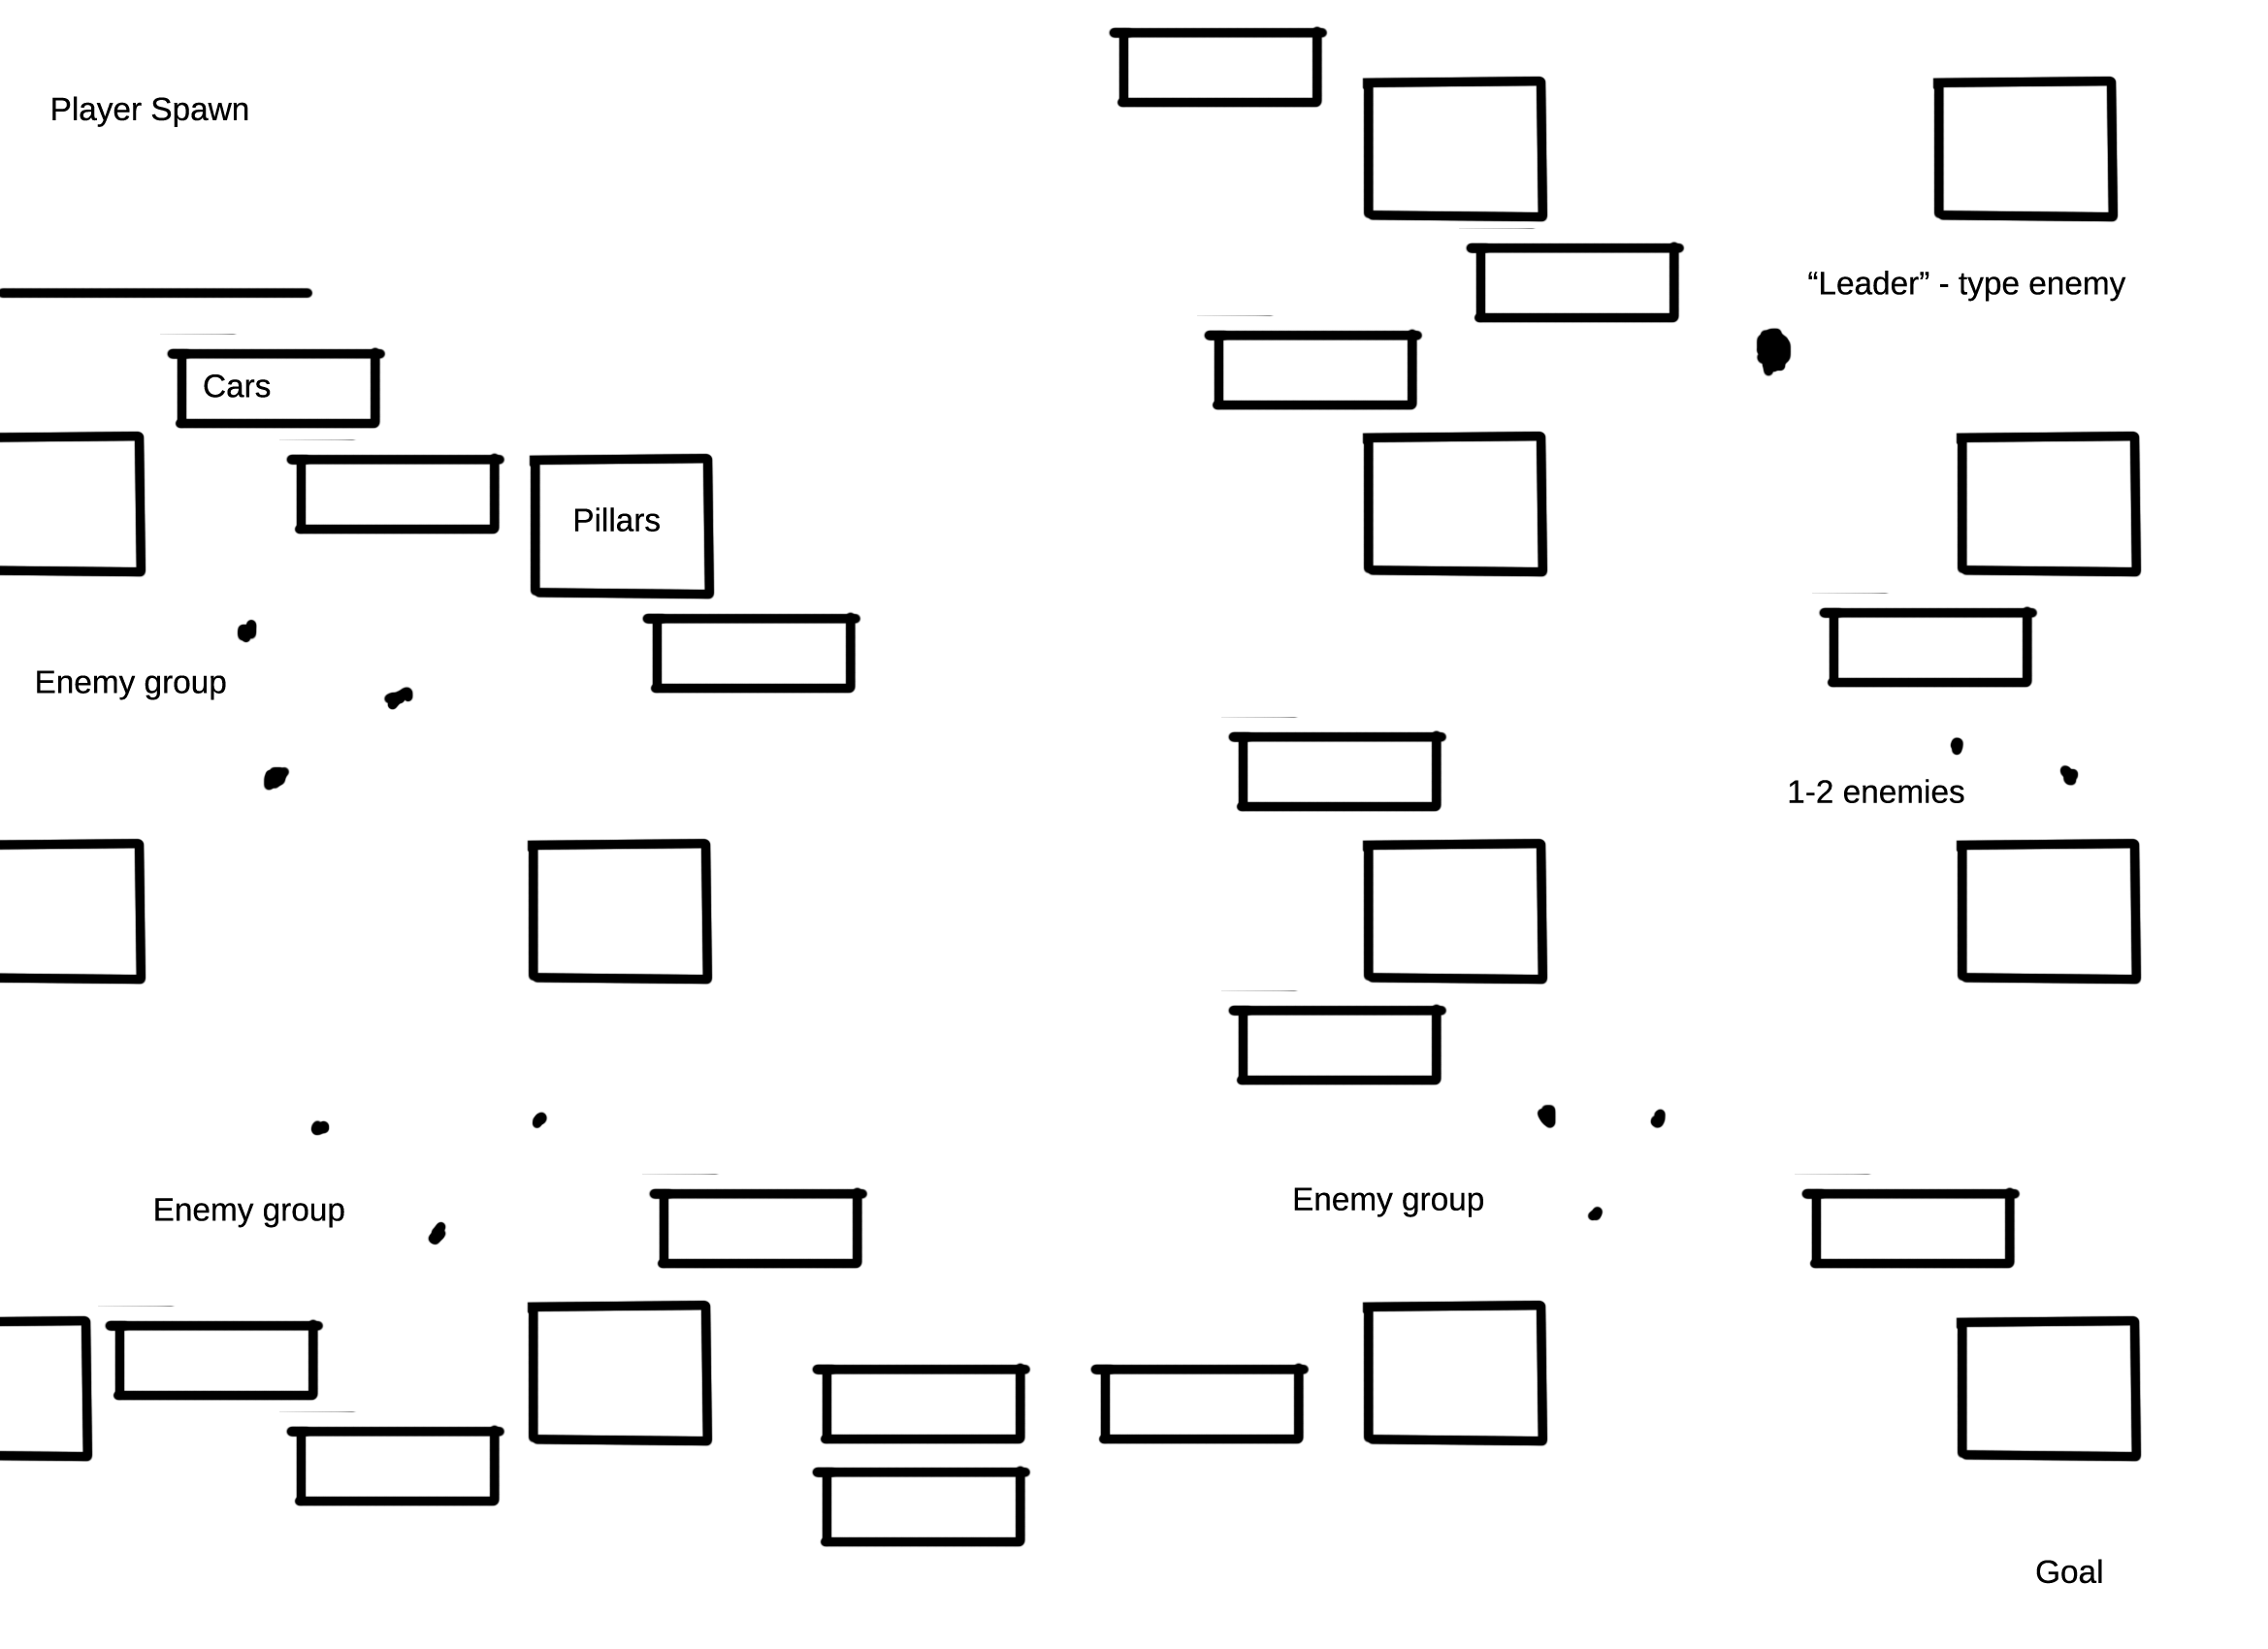 Player Spawn
“Leader” - type enemy
Cars
Pillars
Enemy group
1-2 enemies
Enemy group
Enemy group
Goal